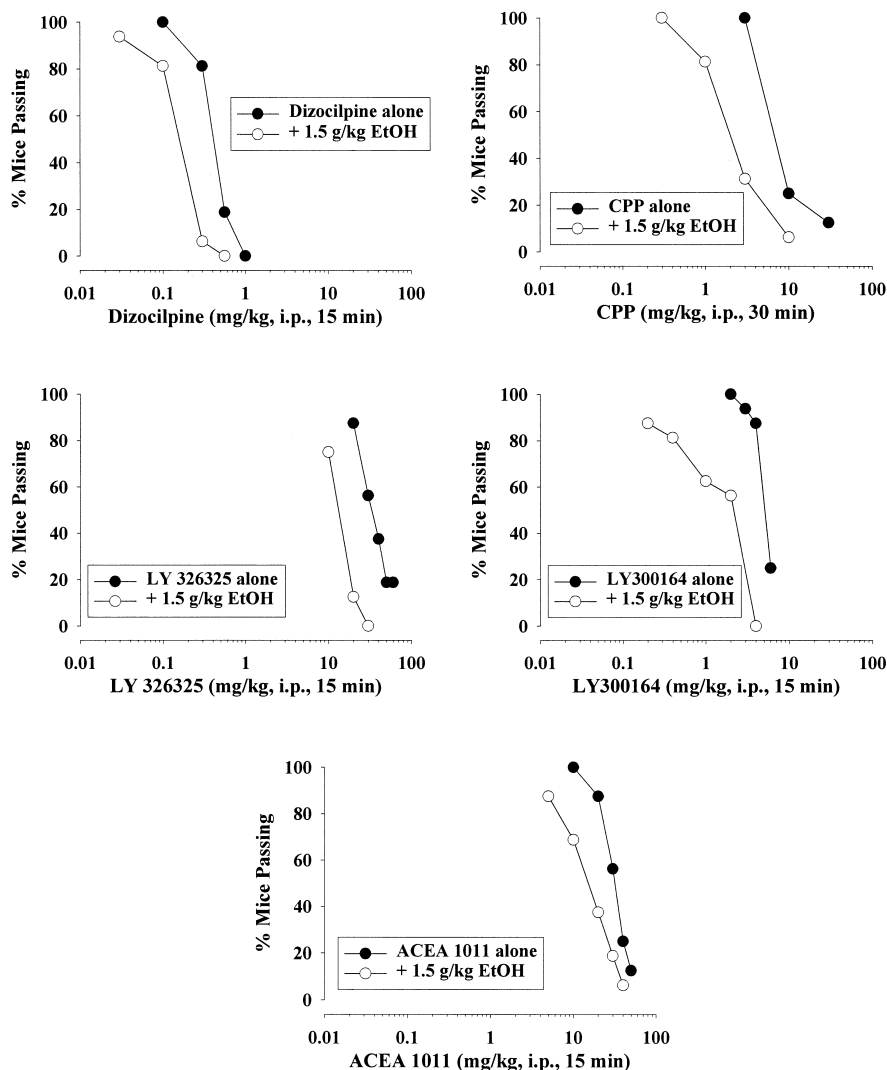 % Mice Passing
100
80
60
40
20
0
Dizocilpine alone
+ 1.5 g/kg EtOH
0.01 0.1 1 10 100
Dizocilpine (mg/kg, i.p., 15 min)
% Mice Passing
100
80
60
40
20
0
CPP alone
+ 1.5 g/kg EtOH
0.01 0.1 1 10 100
CPP (mg/kg, i.p., 30 min)
% Mice Passing
100
80
60
40
20
0
LY 326325 alone
+ 1.5 g/kg EtOH
0.01 0.1 1 10 100
LY 326325 (mg/kg, i.p., 15 min)
% Mice Passing
100
80
60
40
20
0
LY300164 alone
+ 1.5 g/kg EtOH
0.01 0.1 1 10 100
LY300164 (mg/kg, i.p., 15 min)
% Mice Passing
100
80
60
40
20
0
ACEA 1011 alone
+ 1.5 g/kg EtOH
0.01 0.1 1 10 100
ACEA 1011 (mg/kg, i.p., 15 min)